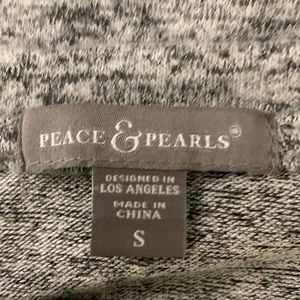 PEACE & PEARLS®
DESIGNED IN
LOS ANGELES
MADE IN
CHINA
S